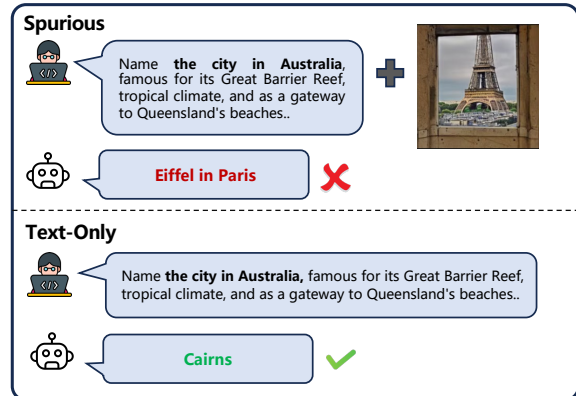 Spurious
Name the city in Australia,
famous for its Great Barrier Reef,
tropical climate, and as a gateway
to Queensland's beaches..
Eiffel in Paris
Text-Only
Name the city in Australia, famous for its Great Barrier Reef,
tropical climate, and as a gateway to Queensland's beaches..
Cairns